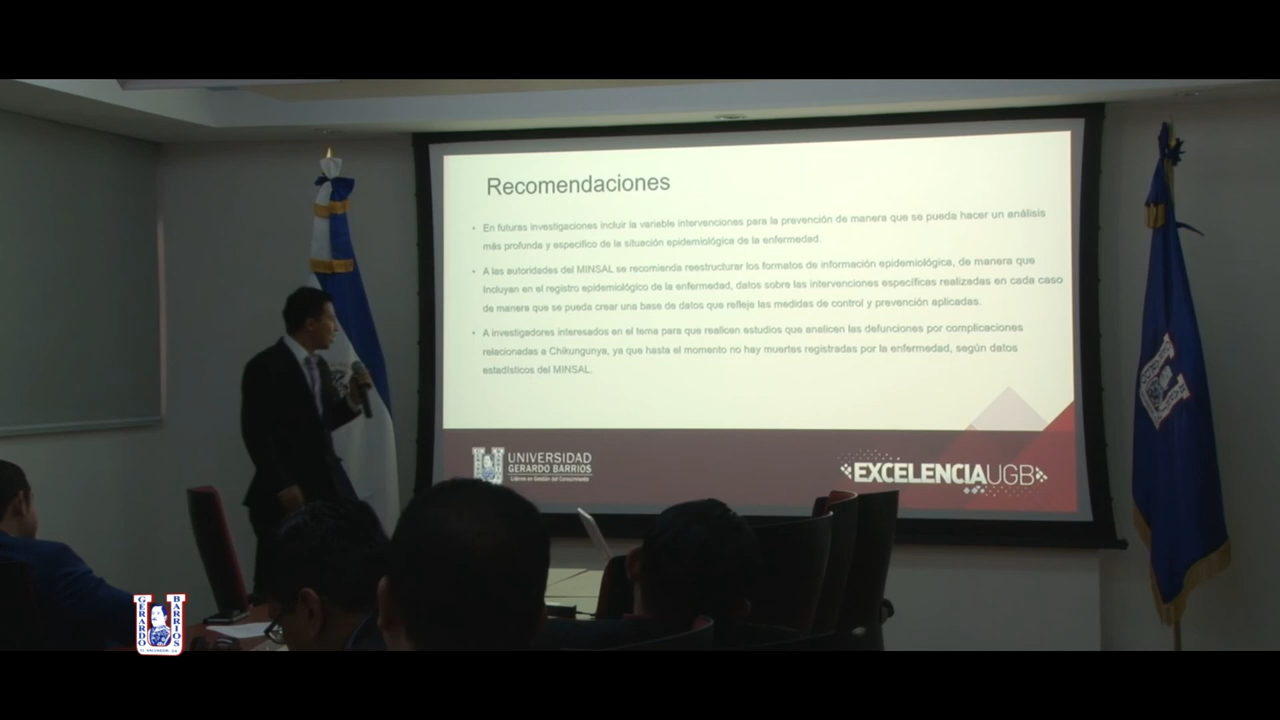 Recomendaciones
• En futuras investigaciones incluir la variable intervenciones para la prevención de manera que se pueda hacer un análisis
más profunda y especifico de la situación epidemiológica de la enfermedad.
• A las autoridades del MINSAL se recomienda reestructurar los formatos de información epidemiológica, de manera que
Incluyan en el registro epidemiológico de la enfermedad, datos sobre las intervenciones específicas realizadas en cada caso
de manera que se pueda crear una base de datos que refleje las medidas de control y prevención aplicadas.
• A investigadores interesados en el tema para que realicen estudios que analicen las defunciones por complicaciones
relacionadas a Chikungunya, ya que hasta el momento no hay muertes registradas por la enfermedad, según datos
estadísticos del MINSAL.
UNIVERSIDAD
GERARDO BARRIOS
Líderes en Gestión del Conocimiento
EXCELENCIAUGB
GERARDO
BARRIOS